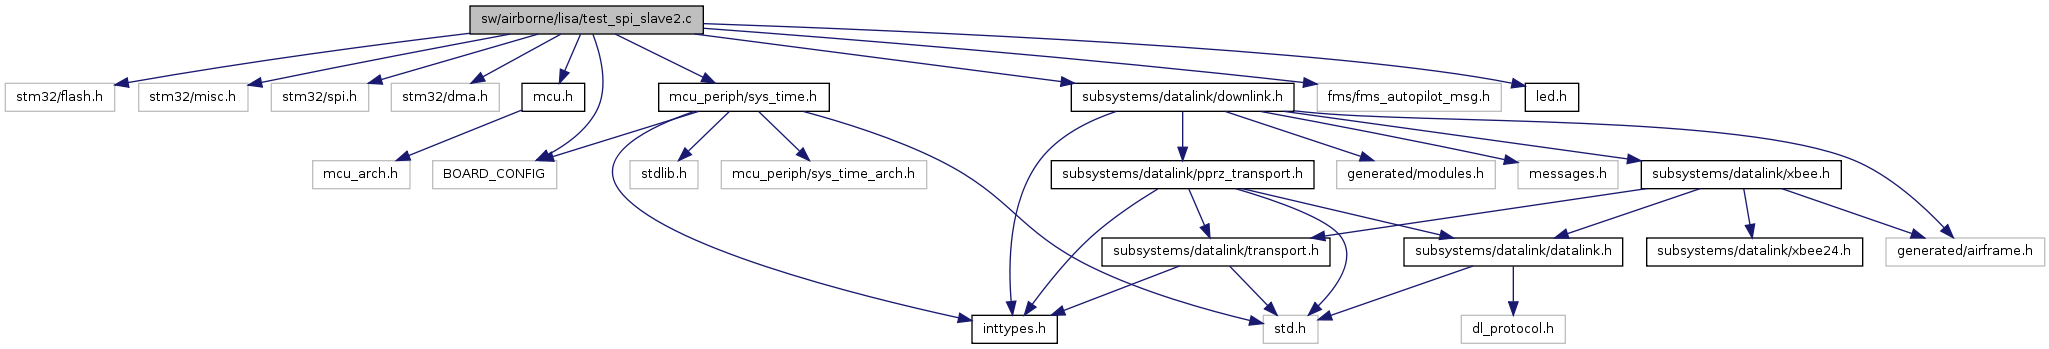 sw/airborne/lisa/test_spi_slave2.c
stm32/flash.h
stm32/misc.h
stm32/spi.h
stm32/dma.h
mcu.h
mcu_periph/sys_time.h
subsystems/datalink/downlink.h
fms/fms_autopilot_msg.h
led.h
mcu_arch.h
BOARD_CONFIG
stdlib.h
mcu_periph/sys_time_arch.h
subsystems/datalink/pprz_transport.h
generated/modules.h
messages.h
subsystems/datalink/xbee.h
subsystems/datalink/transport.h
subsystems/datalink/datalink.h
subsystems/datalink/xbee24.h
generated/airframe.h
inttypes.h
std.h
dl_protocol.h